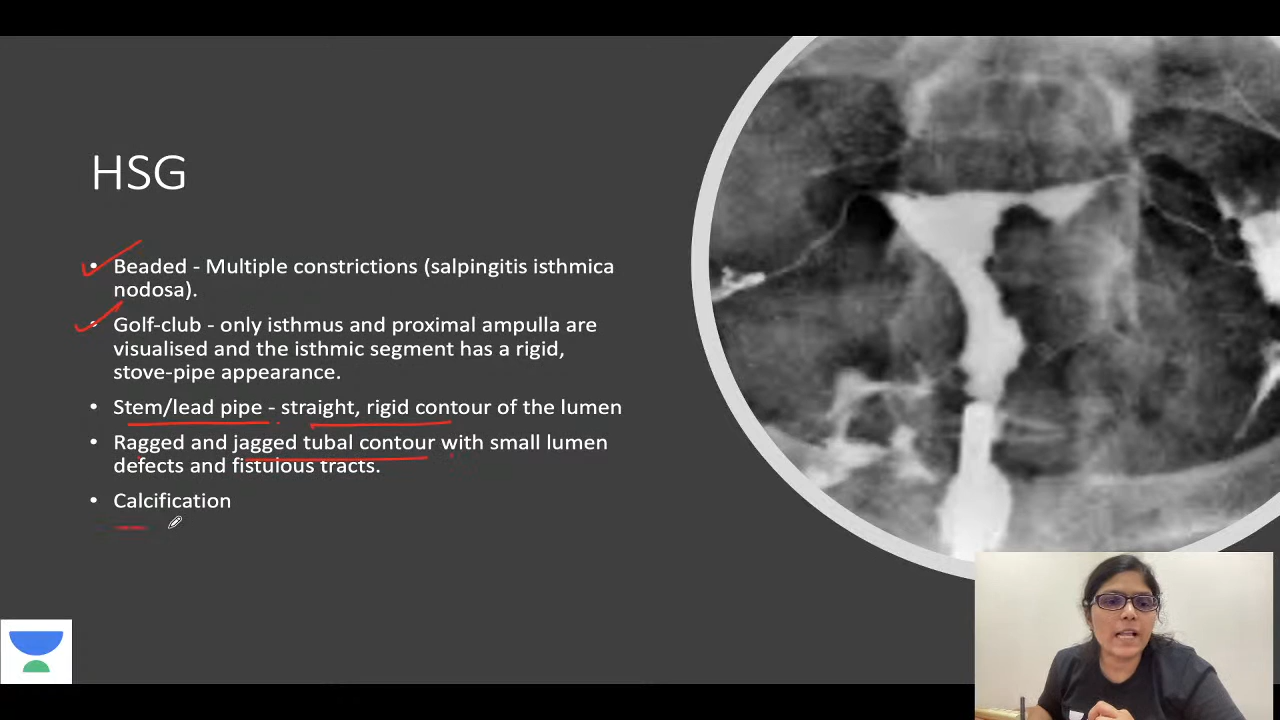 HSG
• Beaded - Multiple constrictions (salpingitis isthmica
nodosa).
• Golf-club - only isthmus and proximal ampulla are
visualised and the isthmic segment has a rigid,
stove-pipe appearance.
• Stem/lead pipe - straight, rigid contour of the lumen
• Ragged and jagged tubal contour with small lumen
defects and fistulous tracts.
• Calcification